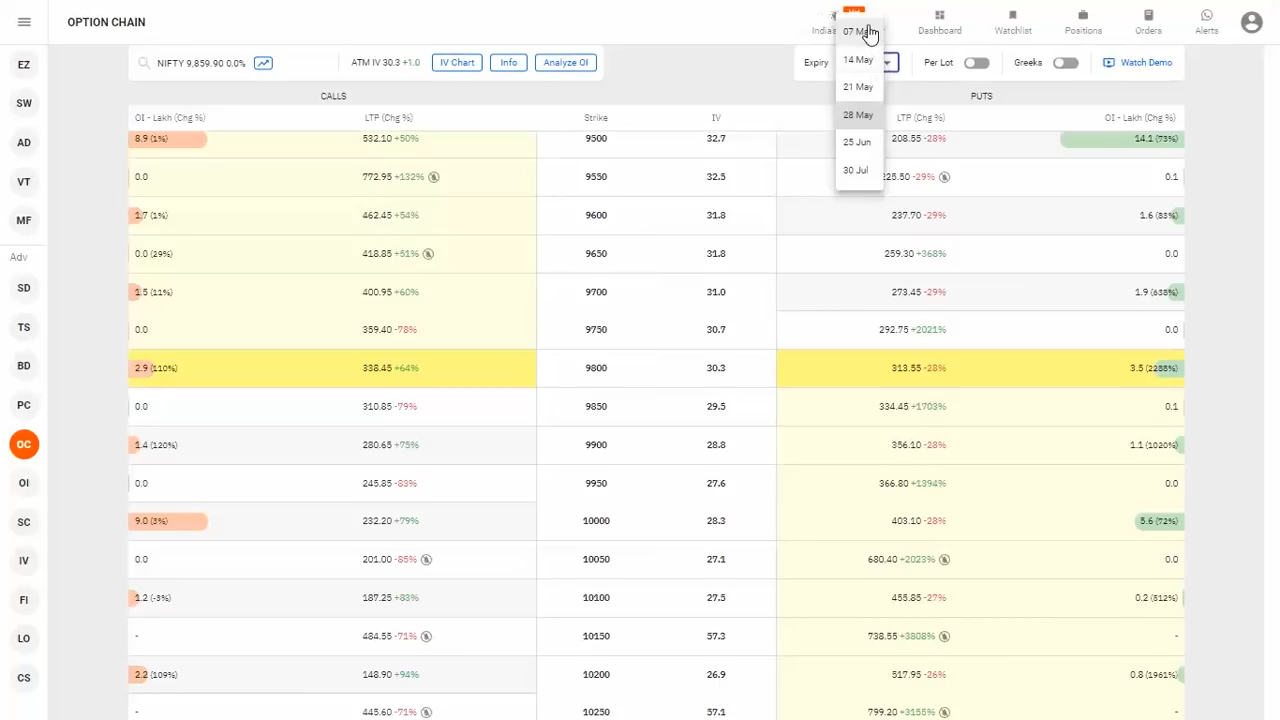 OPTION CHAIN
Dashboard
Watchlist
Positions
Orders
Alerts
EZ
SW
AD
VT
MF
Adv
SD
TS
BD
PC
OC
OI
SC
IV
FI
LO
CS
NIFTY 9,859.90 0.0%
ATM IV 30.3 +1.0
IV Chart
Info
Analyze OI
Expiry
14 May
21 May
28 May
25 Jun
30 Jul
Per Lot
Greeks
Watch Demo
CALLS
PUTS
OI - Lakh (Chg %) LTP (Chg %) Strike IV LTP (Chg %) OI - Lakh (Chg %)
8.9 (1%) 532.10 +50% 9500 32.7 208.55 -28% 14.1 (73%)
0.0 772.95 +132% 9550 32.5 225.50 -29% 0.1
1.7 (1%) 462.45 +54% 9600 31.8 237.70 -29% 1.6 (83%)
0.0 (29%) 418.85 +51% 9650 31.8 259.30 +368% 0.0
1.5 (11%) 400.95 +60% 9700 31.0 273.45 -29% 1.9 (638%)
0.0 359.40 -78% 9750 30.7 292.75 +2021% 0.0
2.9 (110%) 338.45 +64% 9800 30.3 313.55 -28% 3.5 (2288%)
0.0 310.85 -79% 9850 29.5 334.45 +1703% 0.1
1.4 (120%) 280.65 +75% 9900 28.8 356.10 -28% 1.1 (1020%)
0.0 245.85 -83% 9950 27.6 366.80 +1394% 0.0
9.0 (3%) 232.20 +79% 10000 28.3 403.10 -28% 5.6 (72%)
0.0 201.00 -85% 10050 27.1 680.40 +2023% 0.0
1.2 (-3%) 187.25 +83% 10100 27.5 455.85 -27% 0.2 (512%)
- 484.55 -71% 10150 57.3 738.55 +3808% -
2.2 (109%) 148.90 +94% 10200 26.9 517.95 -26% 0.8 (1961%)
- 445.60 -71% 10250 57.1 799.20 +3155% -